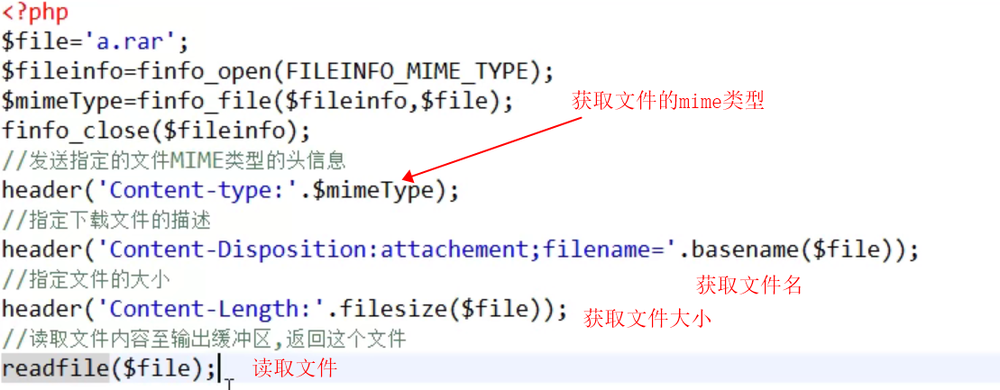 <?php
$file='a.rar';
$fileinfo=finfo_open(FILEINFO_MIME_TYPE);
$mimeType=finfo_file($fileinfo,$file);
获取文件的mime类型
finfo_close($fileinfo);
//发送指定的文件MIME类型的头信息
header('Content-type:'.$mimeType);
//指定下载文件的描述
header('Content-Disposition:attachement;filename='.basename($file));
//指定文件的大小
获取文件名
header('Content-Length:'.filesize($file));
获取文件大小
//读取文件内容至输出缓冲区,返回这个文件
readfile($file);
读取文件